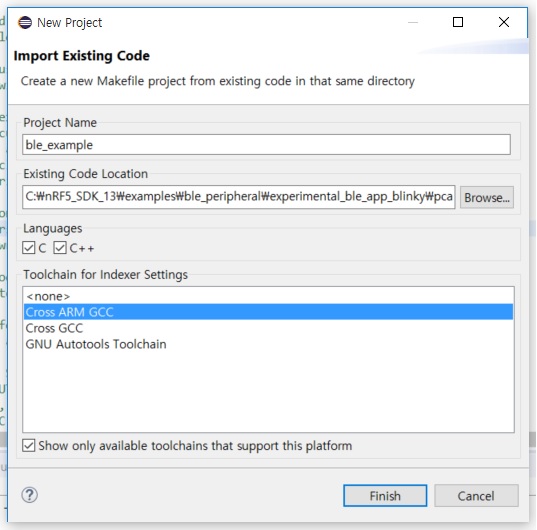 New Project
Import Existing Code
Create a new Makefile project from existing code in that same directory
Project Name
ble_example
Existing Code Location
C:₩nRF5_SDK_13₩examples₩ble_peripheral₩experimental_ble_app_blinky₩pca
Browse...
Languages
C C++
Toolchain for Indexer Settings
<none>
Cross ARM GCC
Cross GCC
GNU Autotools Toolchain
Show only available toolchains that support this platform
Finish
Cancel